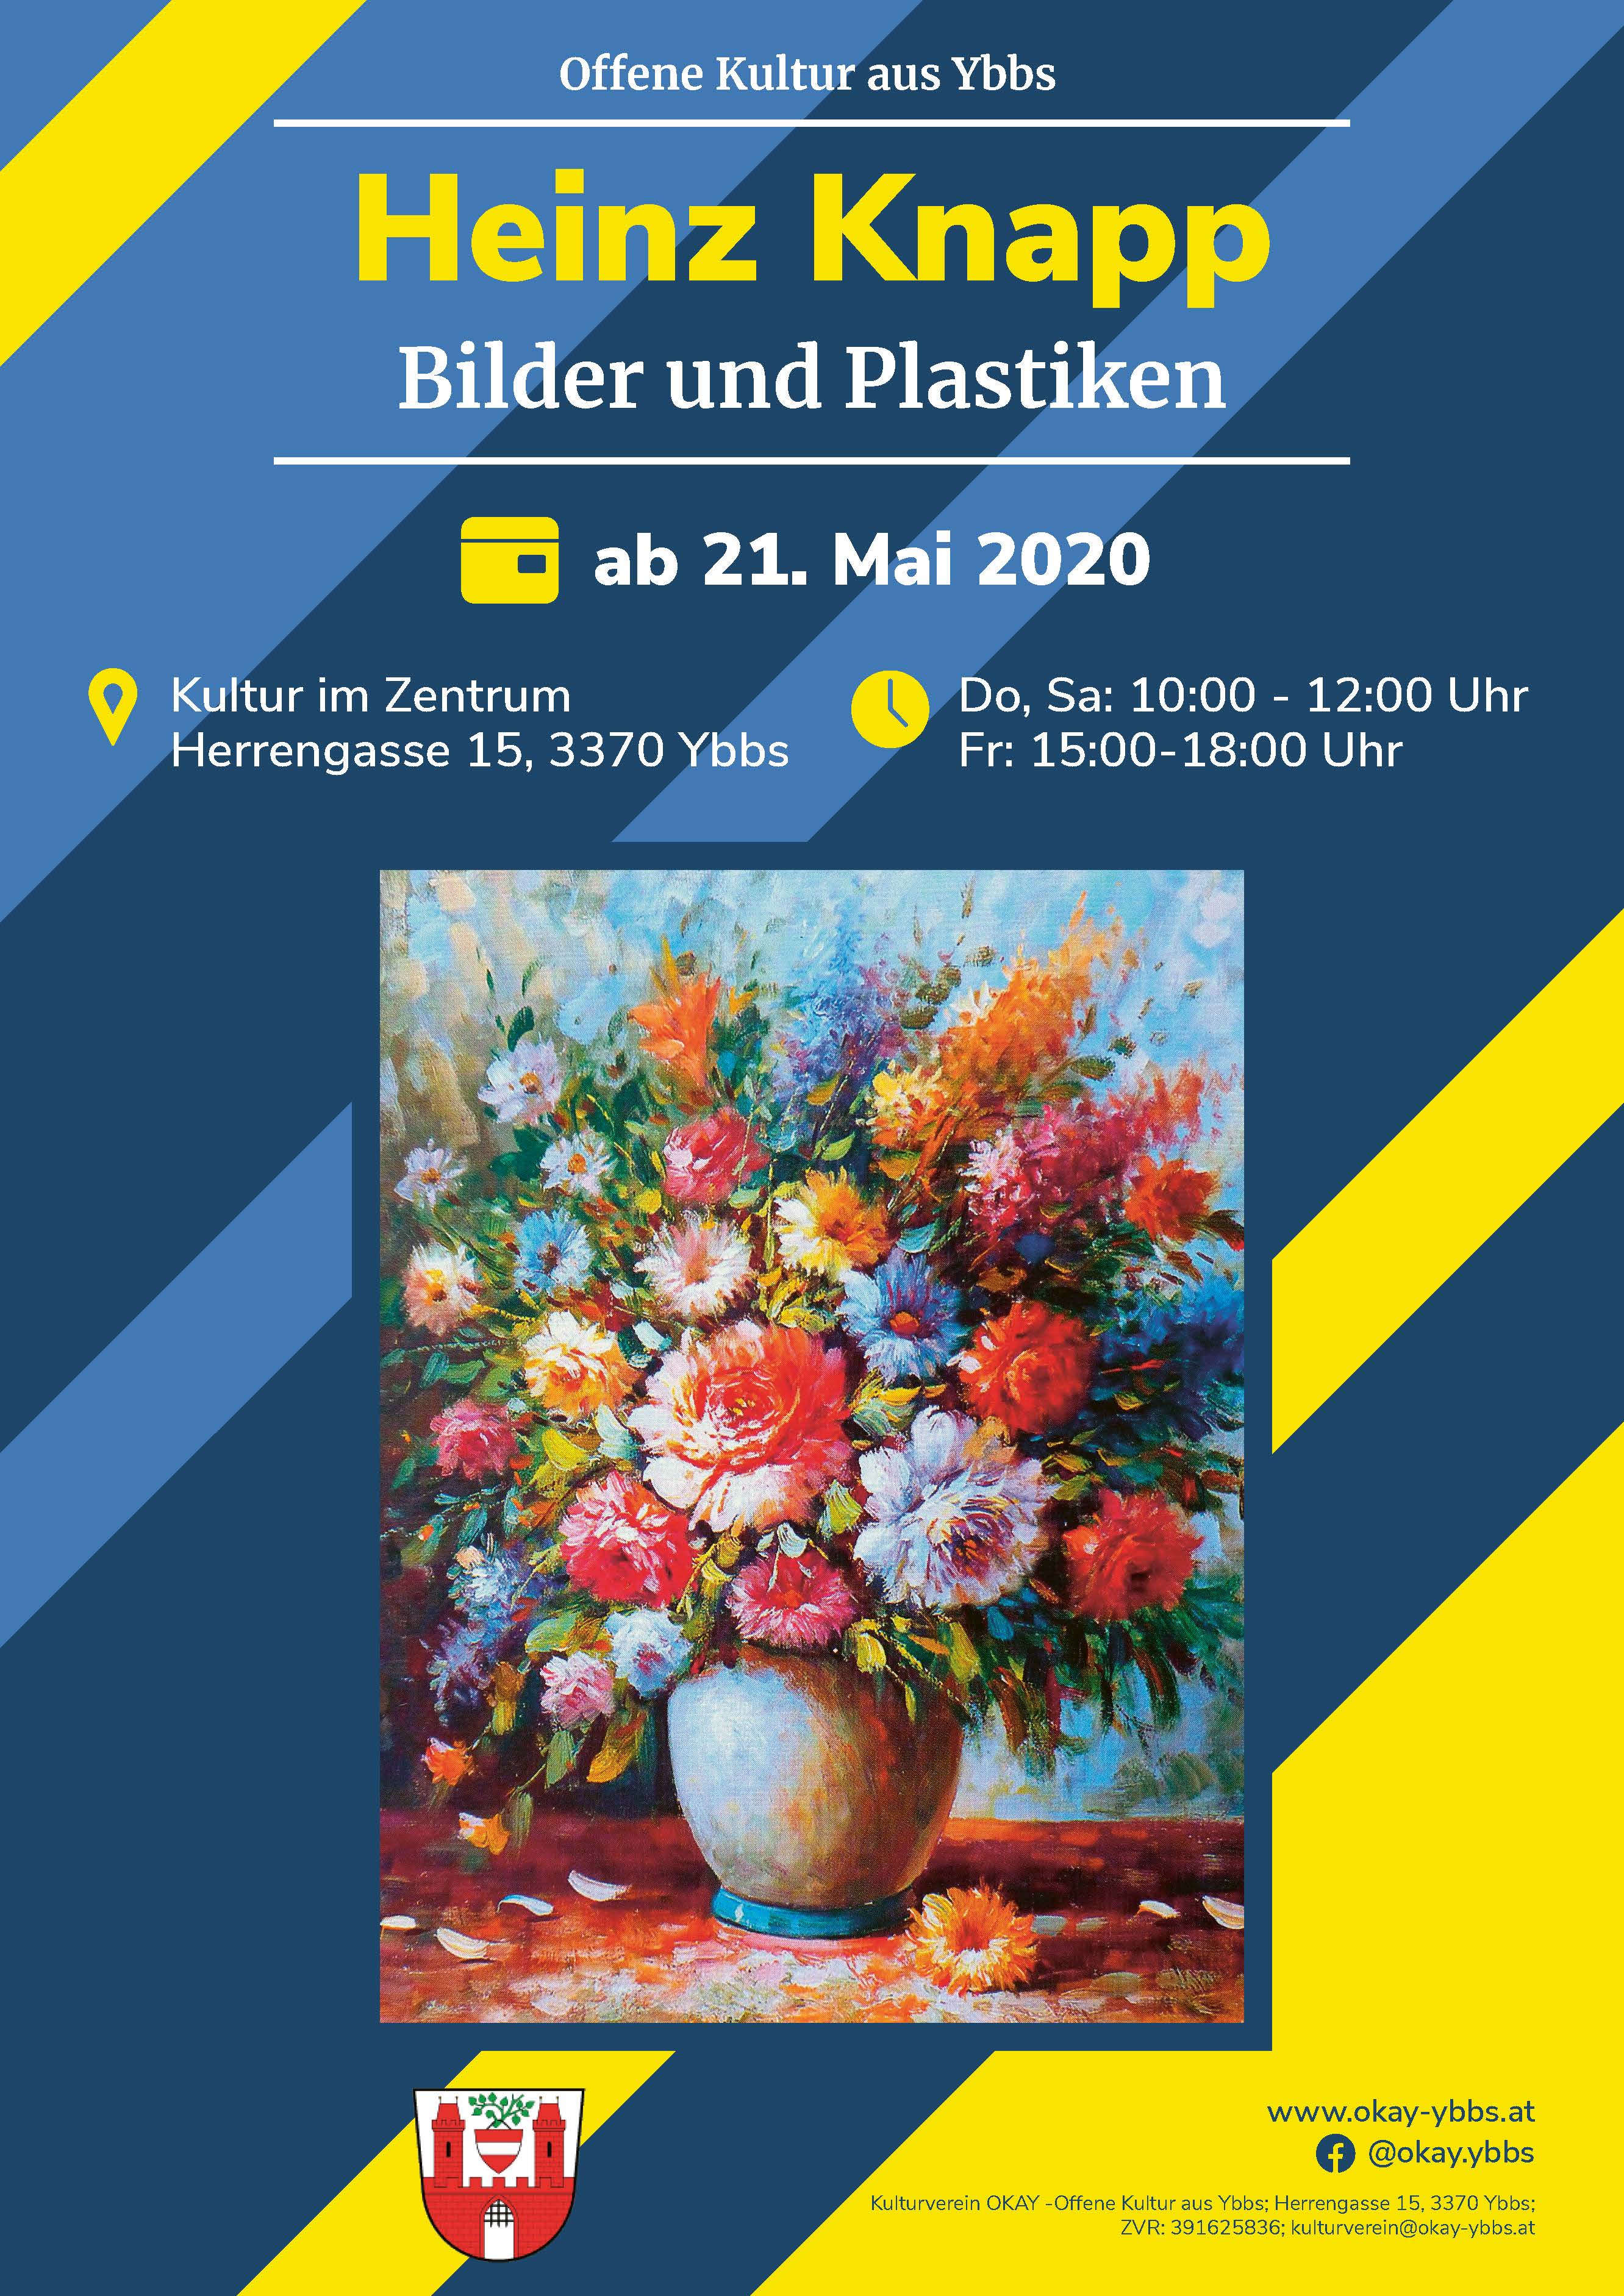 Offene Kultur aus Ybbs
Heinz Knapp
Bilder und Plastiken
ab 21. Mai 2020
Kultur im Zentrum
Herrengasse 15, 3370 Ybbs
Do, Sa: 10:00 - 12:00 Uhr
Fr: 15:00-18:00 Uhr
www.okay-ybbs.at
@okay.ybbs
Kulturverein OKAY -Offene Kultur aus Ybbs; Herrengasse 15, 3370 Ybbs;
ZVR: 391625836; kulturverein@okay-ybbs.at